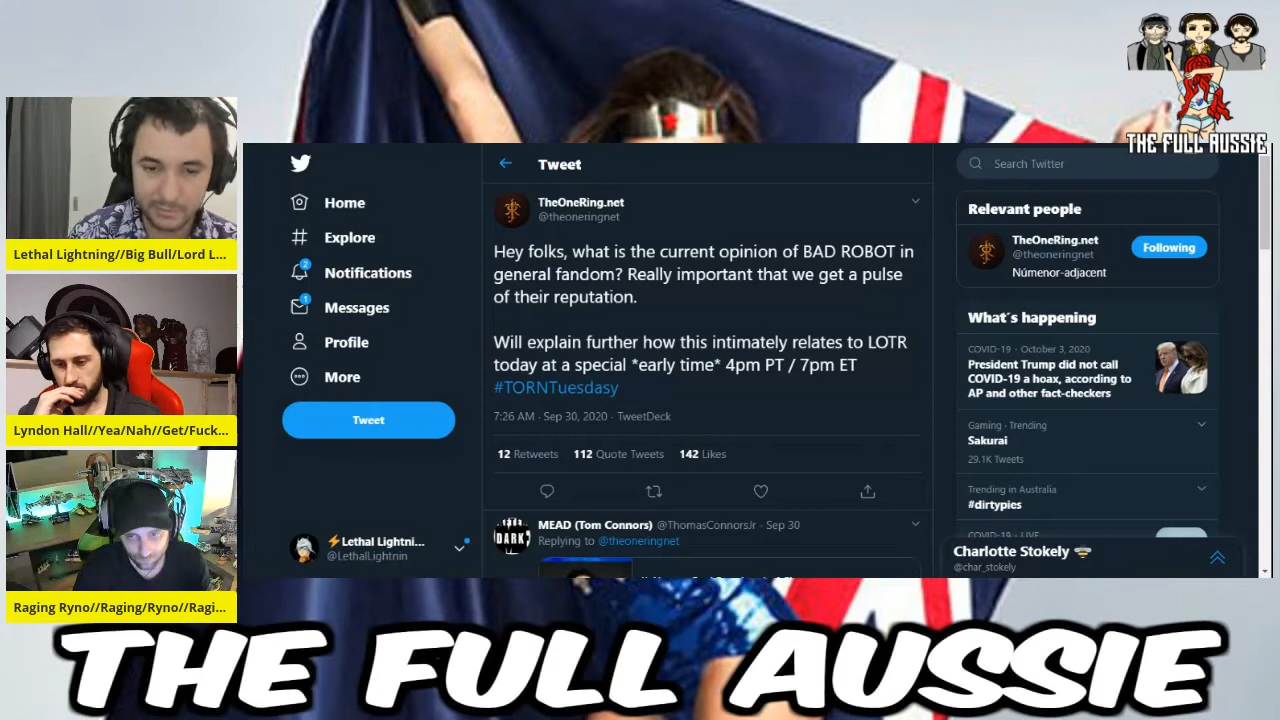 THE FULL AUSSIE
Lethal Lightning//Big Bull/Lord L...
Lyndon Hall//Yea/Nah//Get/Fuck...
Raging Ryno//Raging/Ryno//Ragi...
Home
Explore
2
Notifications
1
Messages
Profile
More
Tweet
⚡Lethal Lightni...
@LethalLightnin
Tweet
TheOneRing.net
@theoneringnet
Hey folks, what is the current opinion of BAD ROBOT in
general fandom? Really important that we get a pulse
of their reputation.
Will explain further how this intimately relates to LOTR
today at a special *early time* 4pm PT / 7pm ET
#TORNTuesdasy
7:26 AM · Sep 30, 2020 · TweetDeck
12 Retweets 112 Quote Tweets 142 Likes
DARK
MEAD (Tom Connors) @ThomasConnorsJr · Sep 30
Replying to @theoneringnet
Search Twitter
Relevant people
TheOneRing.net
@theoneringnet
Following
Númenor-adjacent
What's happening
COVID-19 · October 3, 2020
President Trump did not call
COVID-19 a hoax, according to
AP and other fact-checkers
Gaming · Trending
Sakurai
29.1K Tweets
Trending in Australia
#dirtypies
COVID-19 · LIVE
Charlotte Stokely
@char_stokely
THE FULL AUSSIE